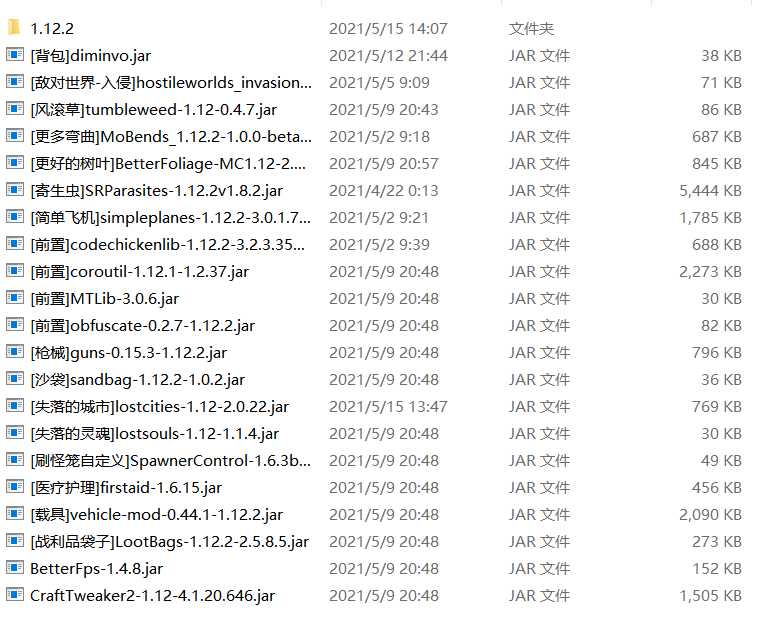 1.12.2 2021/5/15 14:07 文件夹
[背包]diminvo.jar 2021/5/12 21:44 JAR 文件 38 KB
[敌对世界-入侵]hostileworlds_invasion... 2021/5/5 9:09 JAR 文件 71 KB
[风滚草]tumbleweed-1.12-0.4.7.jar 2021/5/9 20:43 JAR 文件 86 KB
[更多弯曲]MoBends_1.12.2-1.0.0-beta... 2021/5/2 9:18 JAR 文件 687 KB
[更好的树叶]BetterFoliage-MC1.12-2.... 2021/5/9 20:57 JAR 文件 845 KB
[寄生虫]SRParasites-1.12.2v1.8.2.jar 2021/4/22 0:13 JAR 文件 5,444 KB
[简单飞机]simpleplanes-1.12.2-3.0.1.7... 2021/5/2 9:21 JAR 文件 1,785 KB
[前置]codechickenlib-1.12.2-3.2.3.35... 2021/5/2 9:39 JAR 文件 688 KB
[前置]coroutil-1.12.1-1.2.37.jar 2021/5/9 20:48 JAR 文件 2,273 KB
[前置]MTLib-3.0.6.jar 2021/5/9 20:48 JAR 文件 30 KB
[前置]obfuscate-0.2.7-1.12.2.jar 2021/5/9 20:48 JAR 文件 82 KB
[枪械]guns-0.15.3-1.12.2.jar 2021/5/9 20:48 JAR 文件 796 KB
[沙袋]sandbag-1.12.2-1.0.2.jar 2021/5/9 20:48 JAR 文件 36 KB
[失落的城市]lostcities-1.12-2.0.22.jar 2021/5/15 13:47 JAR 文件 769 KB
[失落的灵魂]lostsouls-1.12-1.1.4.jar 2021/5/9 20:48 JAR 文件 30 KB
[刷怪笼自定义]SpawnerControl-1.6.3b... 2021/5/9 20:48 JAR 文件 49 KB
[医疗护理]firstaid-1.6.15.jar 2021/5/9 20:48 JAR 文件 456 KB
[载具]vehicle-mod-0.44.1-1.12.2.jar 2021/5/9 20:48 JAR 文件 2,090 KB
[战利品袋子]LootBags-1.12.2-2.5.8.5.jar 2021/5/9 20:48 JAR 文件 273 KB
BetterFps-1.4.8.jar 2021/5/9 20:48 JAR 文件 152 KB
CraftTweaker2-1.12-4.1.20.646.jar 2021/5/9 20:48 JAR 文件 1,505 KB